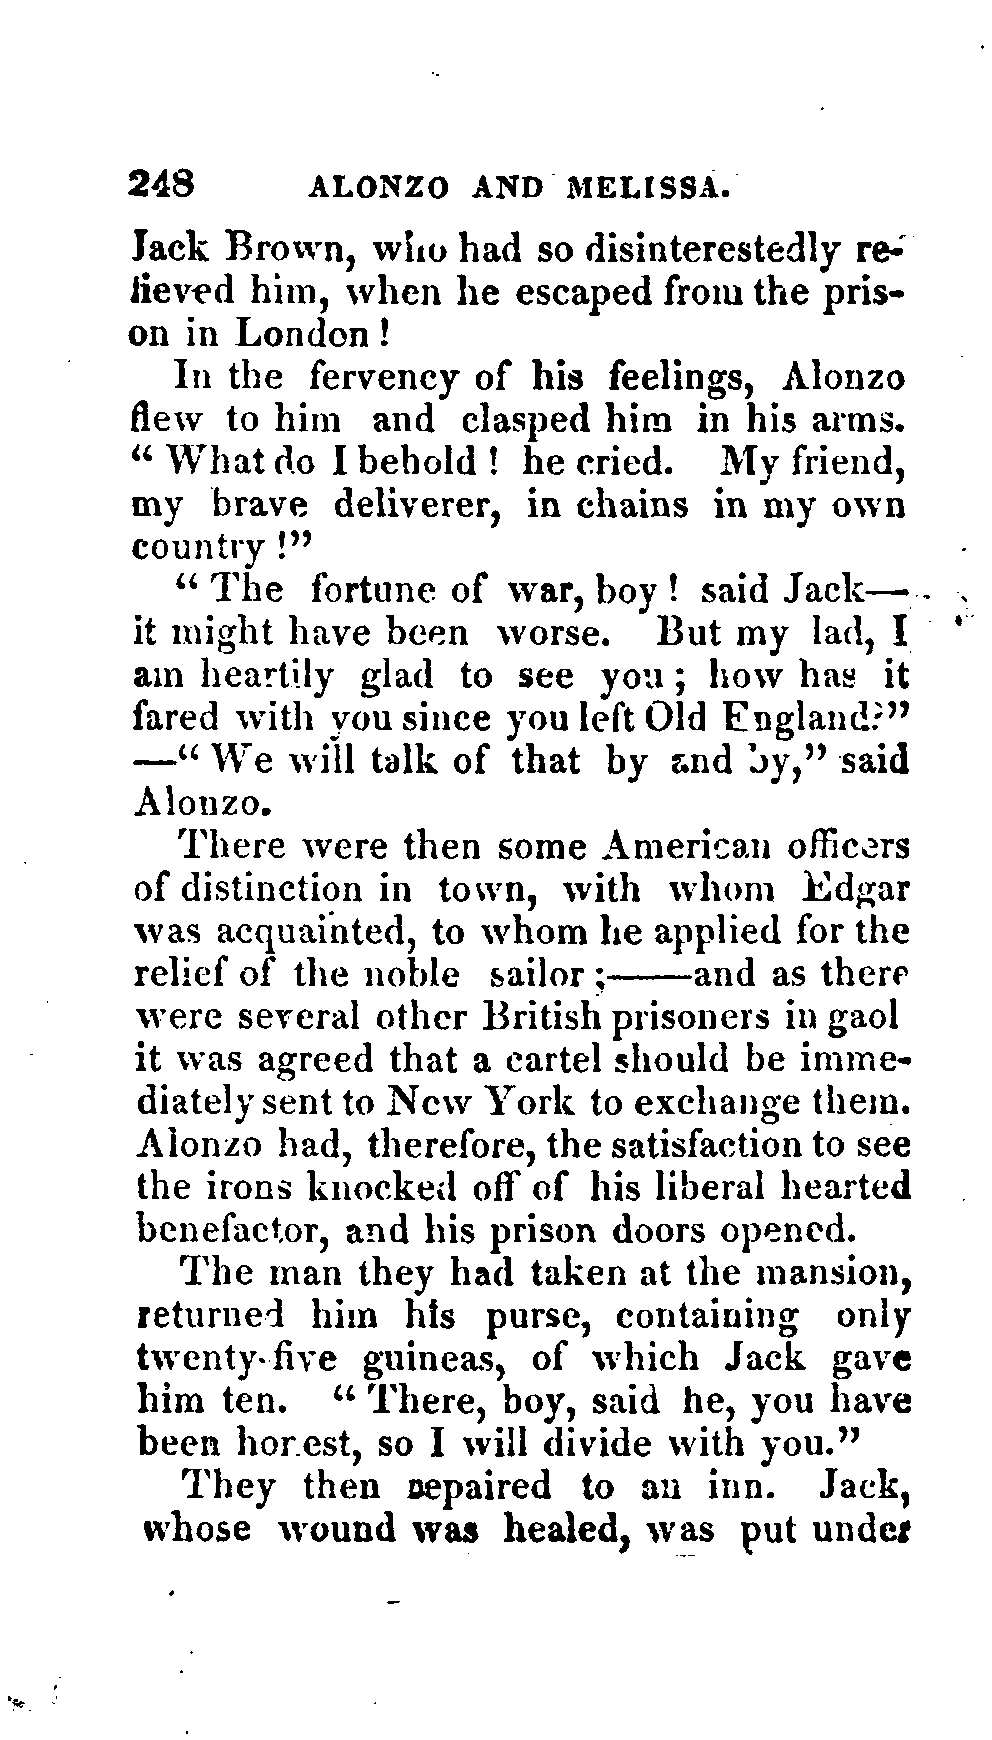 248 ALONZO AND MELISSA.
Jack Brown, who had so disinterestedly re-
lieved him, when he escaped from the pris-
on in London !
In the fervency of his feelings, Alonzo
flew to him and clasped him in his arms.
“ What do I behold ! he cried. My friend,
my brave deliverer, in chains in my own
country !”
“ The fortune of war, boy ! said Jack—
it might have been worse. But my lad, I
am heartily glad to see you ; how has it
fared with you since you left Old England?”
—“ We will talk of that by and by,” said
Alonzo.
There were then some American officers
of distinction in town, with whom Edgar
was acquainted, to whom he applied for the
relief of the noble sailor ;——and as there
were several other British prisoners in gaol
it was agreed that a cartel should be imme-
diately sent to New York to exchange them.
Alonzo had, therefore, the satisfaction to see
the irons knocked off of his liberal hearted
benefactor, and his prison doors opened.
The man they had taken at the mansion,
returned him his purse, containing only
twenty-five guineas, of which Jack gave
him ten. “ There, boy, said he, you have
been honest, so I will divide with you.”
They then repaired to an inn. Jack,
whose wound was healed, was put under